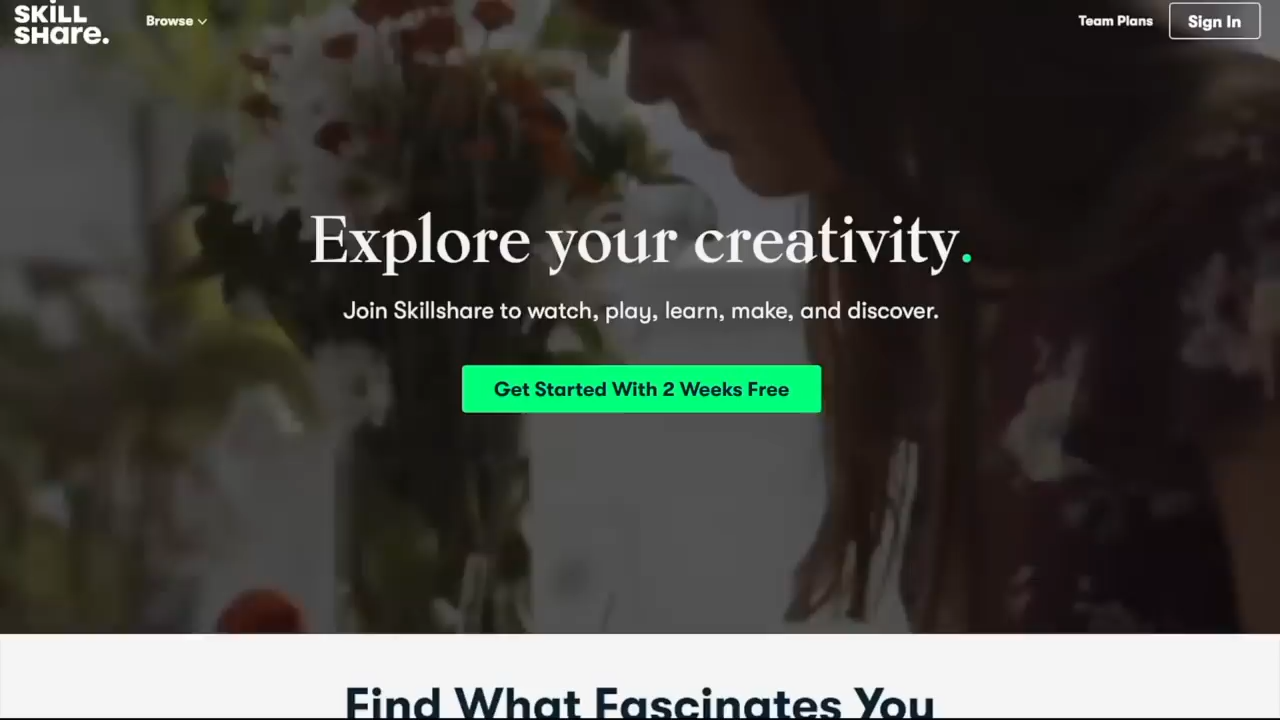 SKILL
SHare.
Browse
Team Plans
Sign In
Explore your creativity.
Join Skillshare to watch, play, learn, make, and discover.
Get Started With 2 Weeks Free
Find What Fascinates You